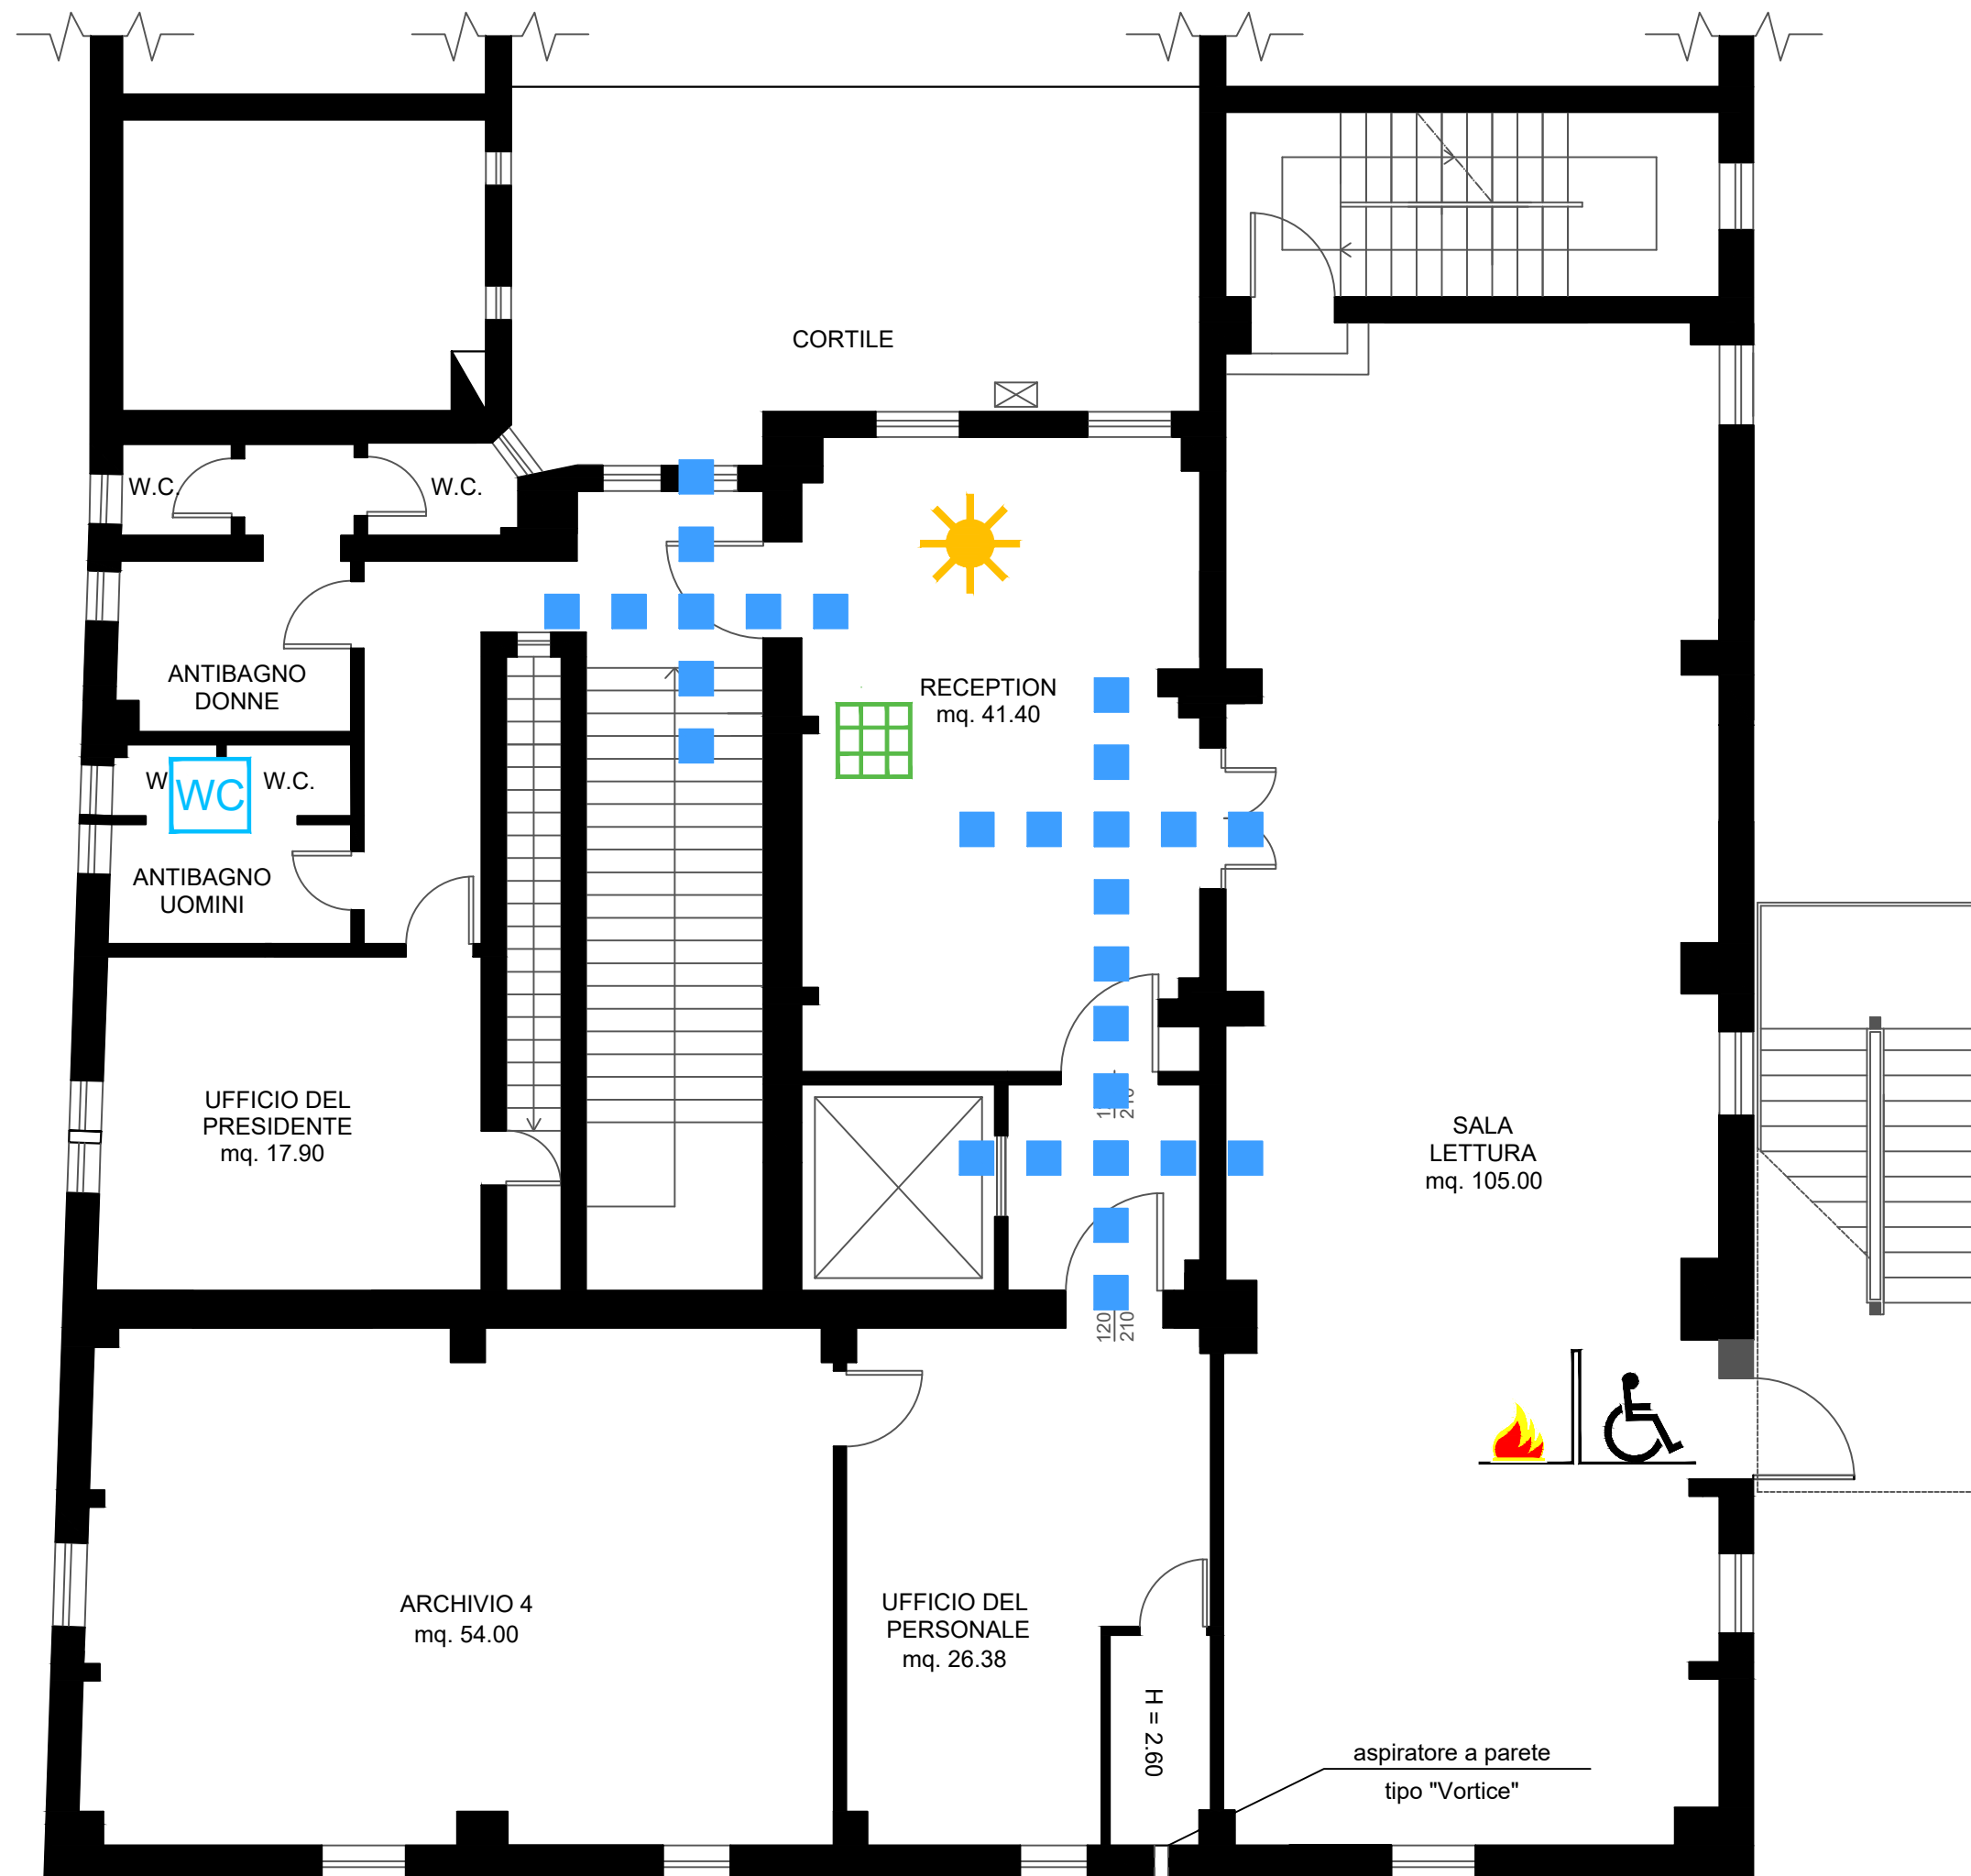 CORTILE
W.C.
W.C.
ANTIBAGNO
DONNE
RECEPTION
mq. 41.40
W
WC
W.C.
ANTIBAGNO
UOMINI
UFFICIO DEL
PRESIDENTE
mq. 17.90
210
SALA
LETTURA
mq. 105.00
120
210
ARCHIVIO 4
mq. 54.00
UFFICIO DEL
PERSONALE
mq. 26.38
H = 2.60
aspiratore a parete
tipo "Vortice"